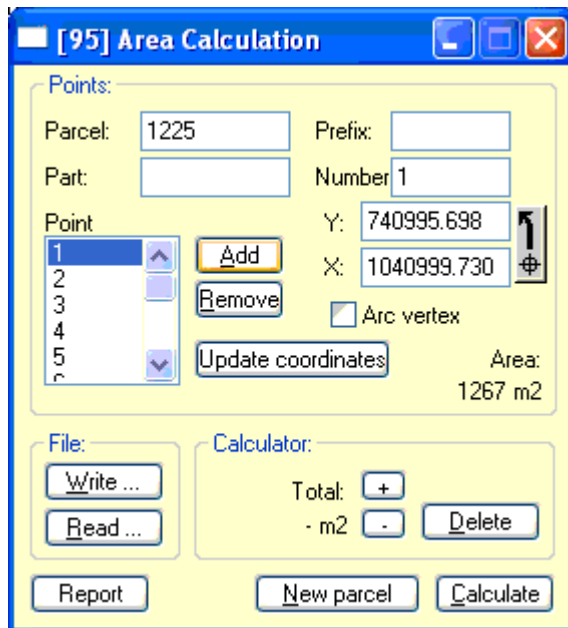 [95] Area Calculation
Points:
Parcel: 1225 Prefix:
Part: Number 1
Point Y: 740995.698
1 Add X: 1040999.730
2
3 Remove Arc vertex
4
5 Update coordinates Area:
1267 m2
File: Calculator:
Write ... Total: +
Read ... - m2 - Delete
Report New parcel Calculate